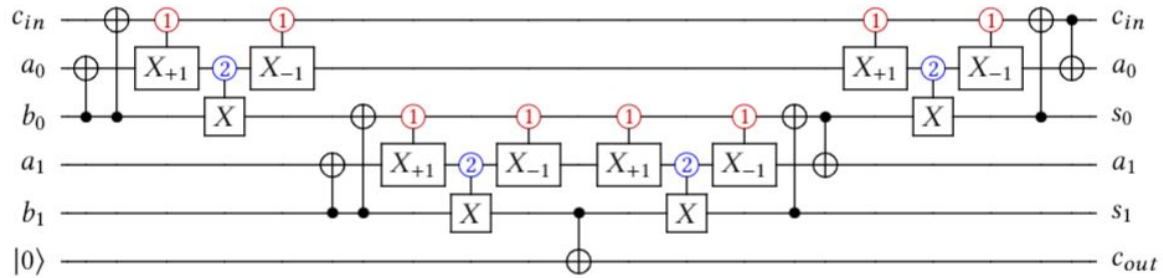 c_in 1 1 1 1 c_in
a_0 X_{+1} 2 X_{-1} X_{+1} 2 X_{-1} a_0
b_0 X 1 1 1 1 X s_0
a_1 X_{+1} 2 X_{-1} X_{+1} 2 X_{-1} a_1
b_1 X X s_1
|0⟩ c_out